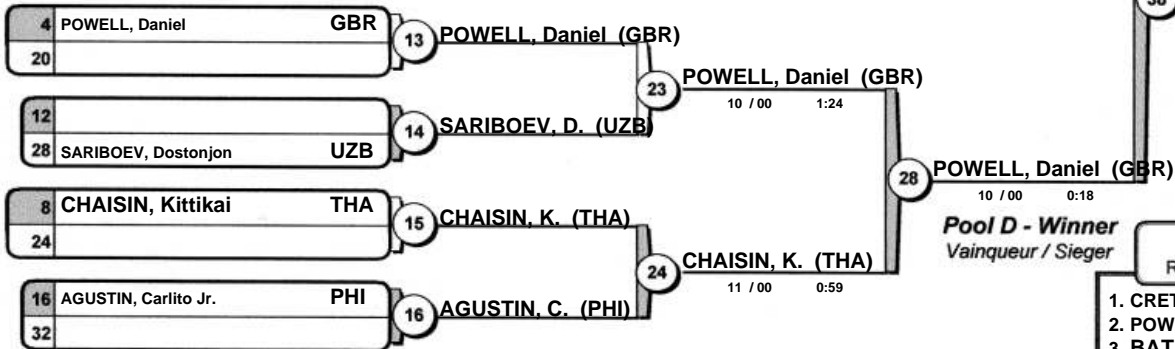 4 POWELL, Daniel GBR
20
13 POWELL, Daniel (GBR)
12
28 SARIBOEV, Dostonjon UZB
14 SARIBOEV, D. (UZB)
23 POWELL, Daniel (GBR)
10 / 00 1:24
8 CHAISIN, Kittikai THA
24
15 CHAISIN, K. (THA)
16 AGUSTIN, Carlito Jr. PHI
32
16 AGUSTIN, C. (PHI)
24 CHAISIN, K. (THA)
11 / 00 0:59
28 POWELL, Daniel (GBR)
10 / 00 0:18
Pool D - Winner
Vainqueur / Sieger
1. CRET
2. POW